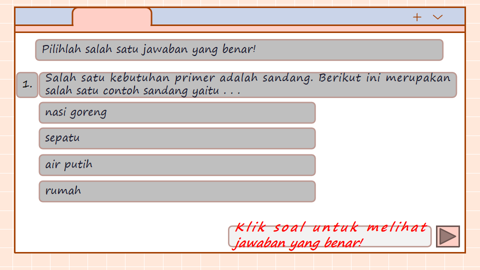 Pilihlah salah satu jawaban yang benar!
1. Salah satu kebutuhan primer adalah sandang. Berikut ini merupakan
salah satu contoh sandang yaitu . . .
nasi goreng
sepatu
air putih
rumah
Klik soal untuk melihat
jawaban yang benar!